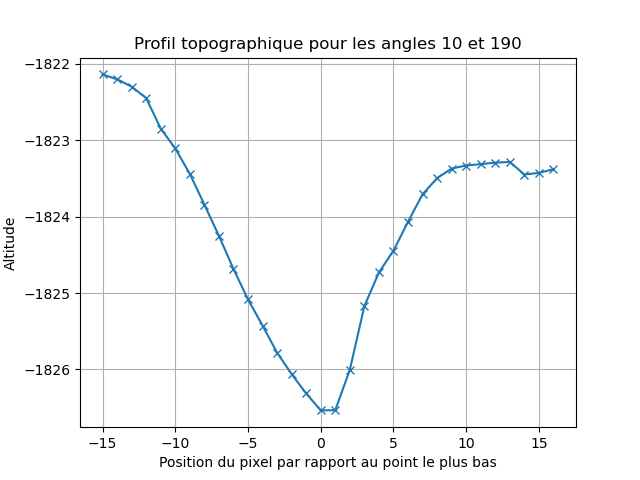 Profil topographique pour les angles 10 et 190
Altitude
−1822
−1823
−1824
−1825
−1826
−15 −10 −5 0 5 10 15
Position du pixel par rapport au point le plus bas